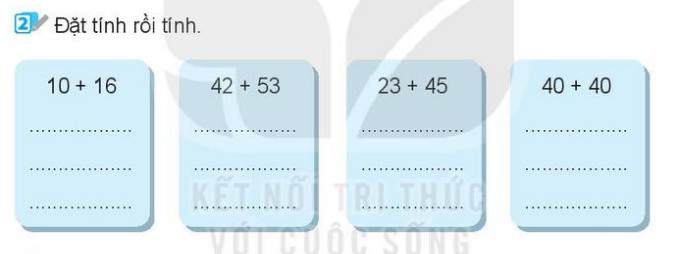 2 Đặt tính rồi tính.
10 + 16 42 + 53 23 + 45 40 + 40
.................. .................. .................. ..................
.................. .................. .................. ..................
.................. .................. .................. ..................
KẾT NỐI TRI THỨC
VỚI CUỘC SỐNG